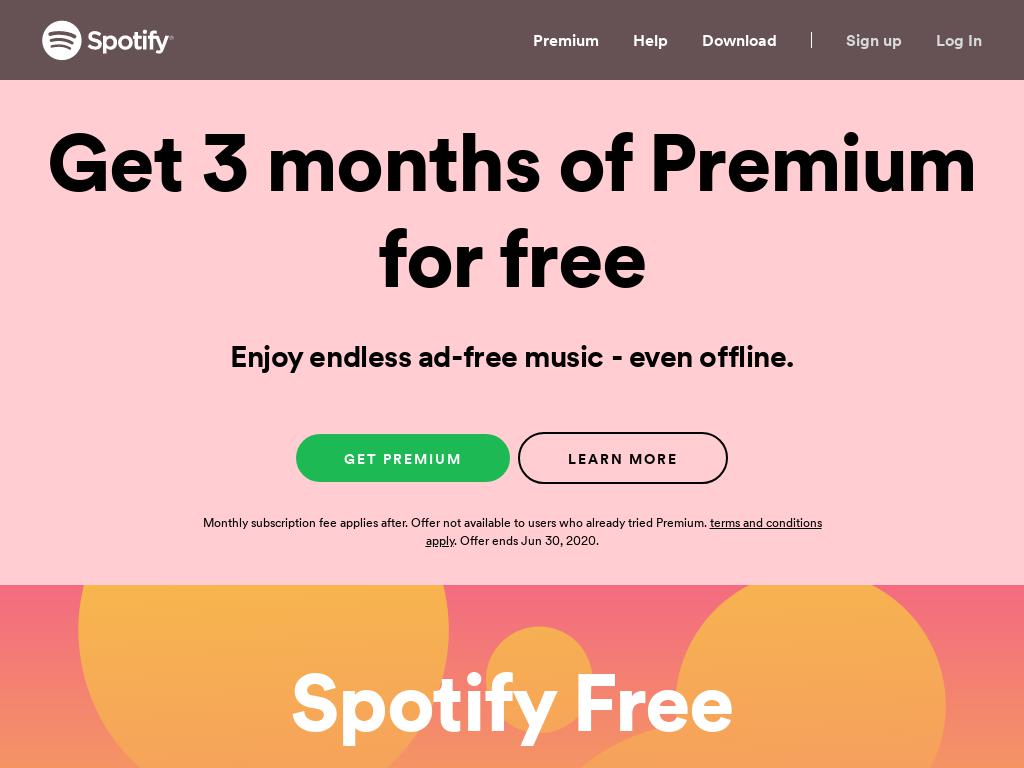 Spotify®
Premium
Help
Download
Sign up
Log In
Get 3 months of Premium
for free
Enjoy endless ad-free music - even offline.
GET PREMIUM
LEARN MORE
Monthly subscription fee applies after. Offer not available to users who already tried Premium. terms and conditions
apply. Offer ends Jun 30, 2020.
Spotify Free